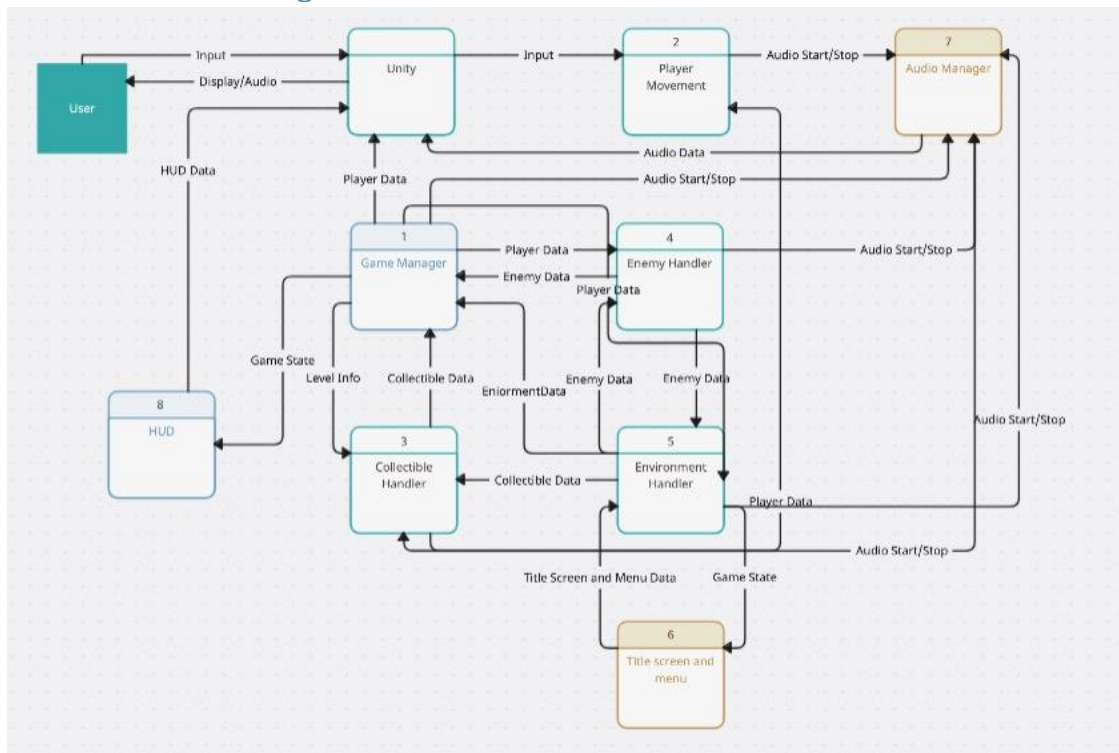 Input
Unity
Input
2
Player
Movement
Audio Start/Stop
7
Audio Manager
User
Display/Audio
HUD Data
Audio Data
Player Data
Audio Start/Stop
1
Game Manager
Player Data
4
Enemy Handler
Audio Start/Stop
Enemy Data
Player Data
Game State
Level Info
Collectible Data
EniormentData
Enemy Data
Enemy Data
8
HUD
Audio Start/Stop
3
Collectible
Handler
5
Environment
Handler
Collectible Data
Player Data
Audio Start/Stop
Title Screen and Menu Data
Game State
6
Title screen and
menu